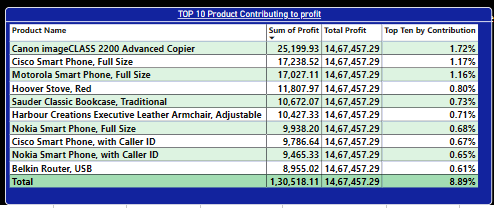 TOP 10 Product Contributing to profit
Product Name Sum of Profit Total Profit Top Ten by Contribution
Canon imageCLASS 2200 Advanced Copier 25,199.93 14,67,457.29 1.72%
Cisco Smart Phone, Full Size 17,238.52 14,67,457.29 1.17%
Motorola Smart Phone, Full Size 17,027.11 14,67,457.29 1.16%
Hoover Stove, Red 11,807.97 14,67,457.29 0.80%
Sauder Classic Bookcase, Traditional 10,672.07 14,67,457.29 0.73%
Harbour Creations Executive Leather Armchair, Adjustable 10,427.33 14,67,457.29 0.71%
Nokia Smart Phone, Full Size 9,938.20 14,67,457.29 0.68%
Cisco Smart Phone, with Caller ID 9,786.64 14,67,457.29 0.67%
Nokia Smart Phone, with Caller ID 9,465.33 14,67,457.29 0.65%
Belkin Router, USB 8,955.02 14,67,457.29 0.61%
Total 1,30,518.11 14,67,457.29 8.89%